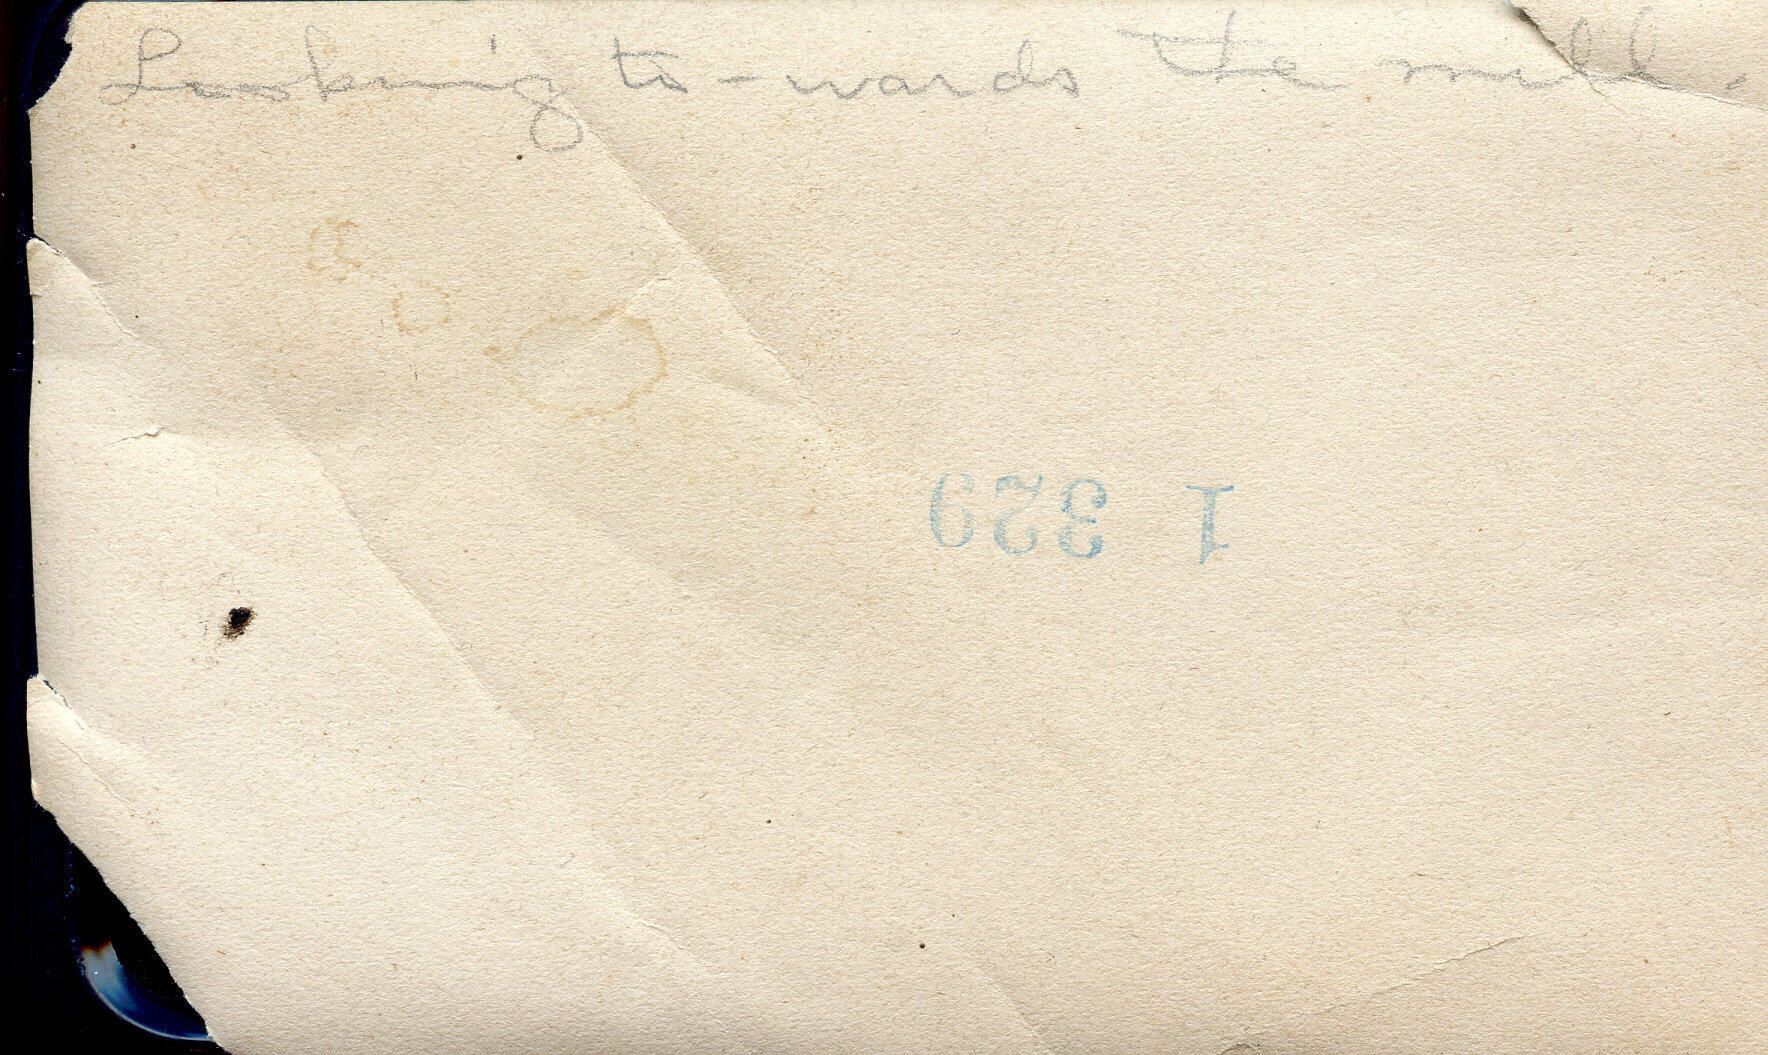 Looking to-wards the mill.
1 329